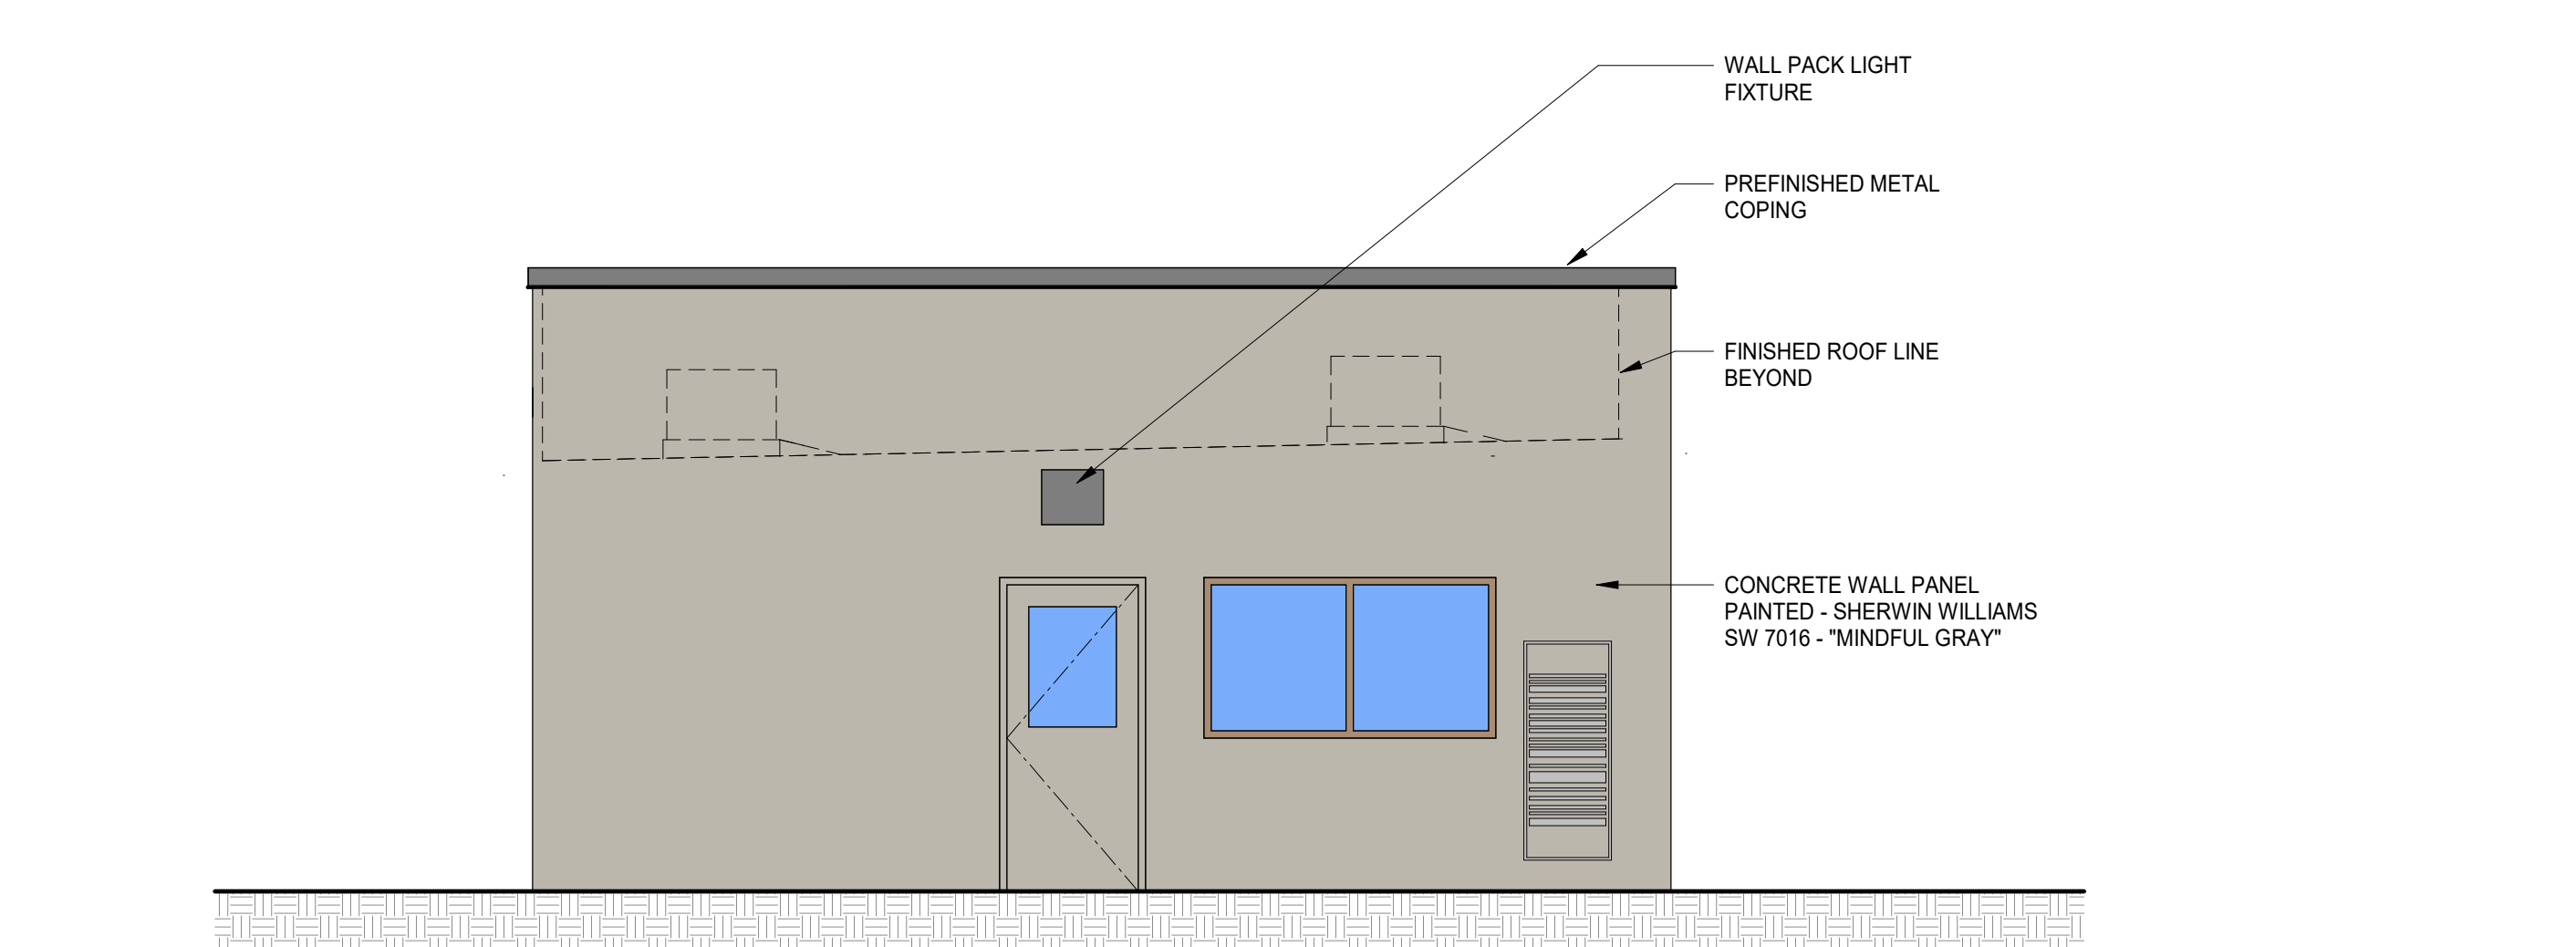 WALL PACK LIGHT
FIXTURE
PREFINISHED METAL
COPING
FINISHED ROOF LINE
BEYOND
CONCRETE WALL PANEL
PAINTED - SHERWIN WILLIAMS
SW 7016 - "MINDFUL GRAY"